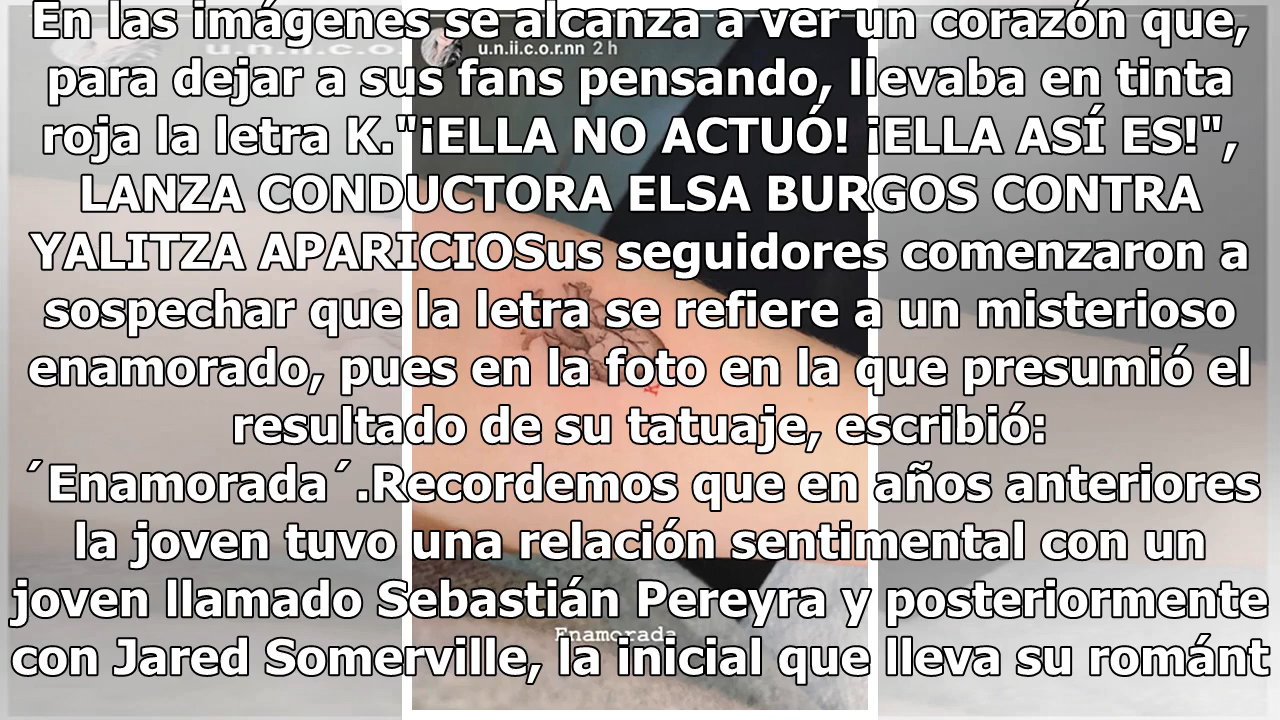 En las imágenes se alcanza a ver un corazón que,
u.n.ii.c.o.r.nn 2 h
u.n.ii.c.o.
para dejar a sus fans pensando, llevaba en tinta
roja la letra K."¡ELLA NO ACTUÓ! ¡ELLA ASÍ ES!",
LANZA CONDUCTORA ELSA BURGOS CONTRA
YALITZA APARICIOSus seguidores comenzaron a
sospechar que la letra se refiere a un misterioso
enamorado, pues en la foto en la que presumió el
K
resultado de su tatuaje, escribió:
´Enamorada´.Recordemos que en años anteriores
la joven tuvo una relación sentimental con un
joven llamado Sebastián Pereyra y posteriormente
Enamorada
con Jared Somerville, la inicial que lleva su románt